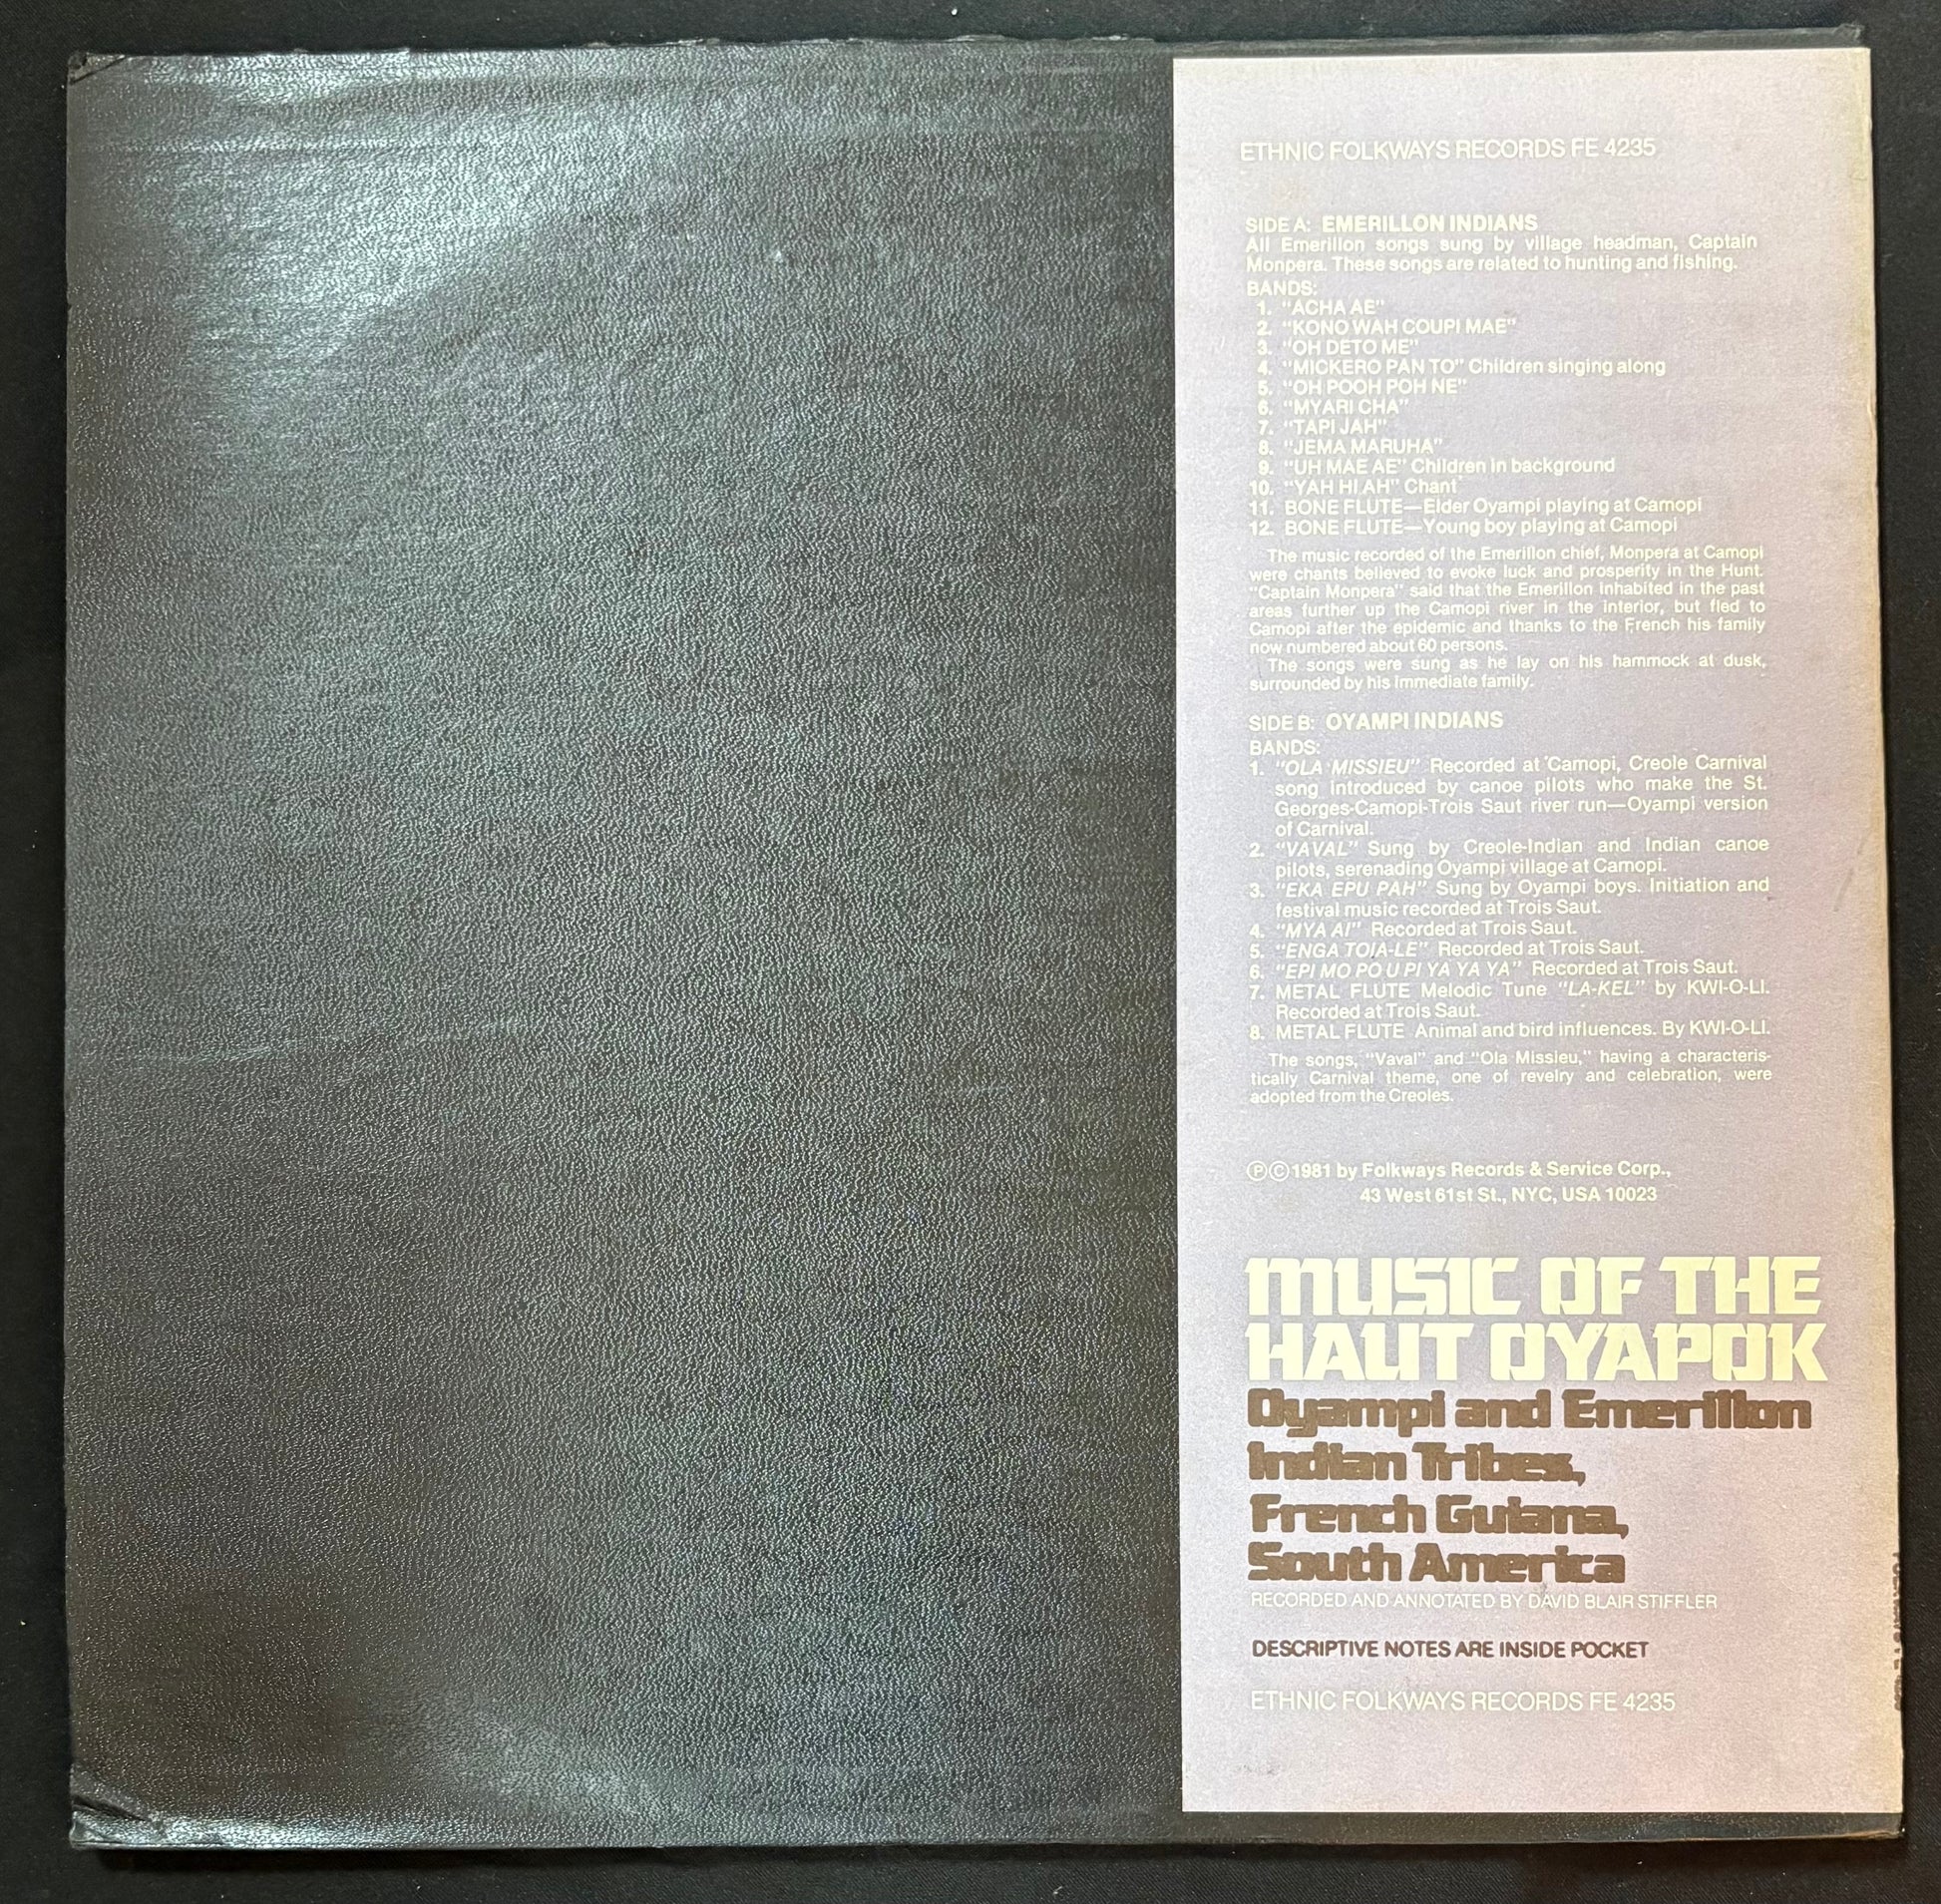 ETHNIC FOLKWAYS RECORDS FE 4235
SIDE A: EMERILLON INDIANS
All Emerillon songs sung by village headman, Captain
Monpera. These songs are related to hunting and fishing.
BANDS:
1. "ACHA AE"
2. "KONO WAH COUPI MAE"
3. "OH DETO ME"
4. "MICKERO PAN TO" Children singing along
5. "OH POOH POH NE"
6. "MYARI CHA"
7. "TAPI JAH"
8. "JEMA MARUHA"
9. "UH MAE AE" Children in background
10. "YAH HI AH" Chant
11. BONE FLUTE—Elder Oyampi playing at Camopi
12. BONE FLUTE—Young boy playing at Camopi
The music recorded of the Emerillon chief, Monpera at Camopi
were chants believed to evoke luck and prosperity in the Hunt.
"Captain Monpera" said that the Emerillon inhabited in the past
areas further up the Camopi river in the interior, but fled to
Camopi after the epidemic and thanks to the French his family
now numbered about 60 persons.
The songs were sung as he lay on his hammock at dusk,
surrounded by his immediate family.
SIDE B: OYAMPI INDIANS
BANDS:
1. "OLA MISSIEU" Recorded at Camopi, Creole Carnival
song introduced by canoe pilots who make the St.
Georges-Camopi-Trois Saut river run—Oyampi version
of Carnival.
2. "VAVAL" Sung by Creole-Indian and Indian canoe
pilots, serenading Oyampi village at Camopi.
3. "EKA EPU PAH" Sung by Oyampi boys. Initiation and
festival music recorded at Trois Saut.
4. "MYA AI" Recorded at Trois Saut.
5. "ENGA TOIA-LE" Recorded at Trois Saut.
6. "EPI MO POU PI YA YA YA" Recorded at Trois Saut.
7. METAL FLUTE Melodic Tune "LA-KEL" by KWI-O-LI.
Recorded at Trois Saut.
8. METAL FLUTE Animal and bird influences. By KWI-O-LI.
The songs, "Vaval" and "Ola Missieu," having a characteris-
tically Carnival theme, one of revelry and celebration, were
adopted from the Creoles.
Ⓟ©1981 by Folkways Records & Service Corp.,
43 West 61st St., NYC, USA 10023
MUSIC OF THE
HAUT OYAPOK
Oyampi and Emerillon
Indian Tribes,
French Guiana,
South America
RECORDED AND ANNOTATED BY DAVID BLAIR STIFFLER
DESCRIPTIVE NOTES ARE INSIDE POCKET
ETHNIC FOLKWAYS RECORDS FE 4235